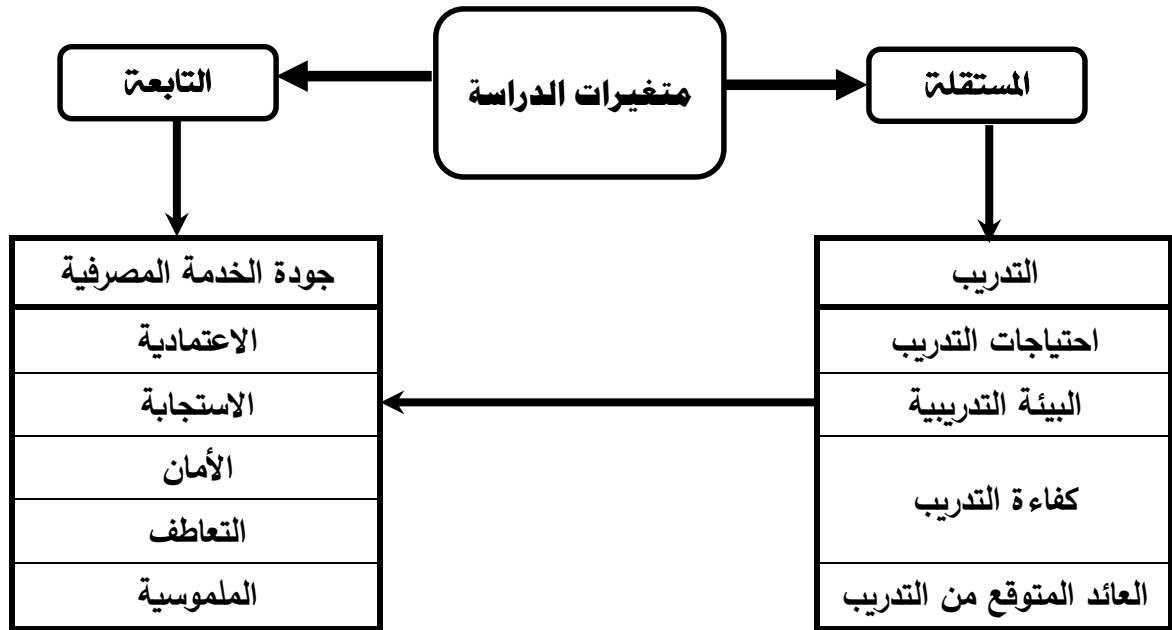 متغيرات الدراسة
المستقلة
التابعة
التدريب
احتياجات التدريب
البيئة التدريبية
كفاءة التدريب
العائد المتوقع من التدريب
جودة الخدمة المصرفية
الاعتمادية
الاستجابة
الأمان
التعاطف
الملموسية